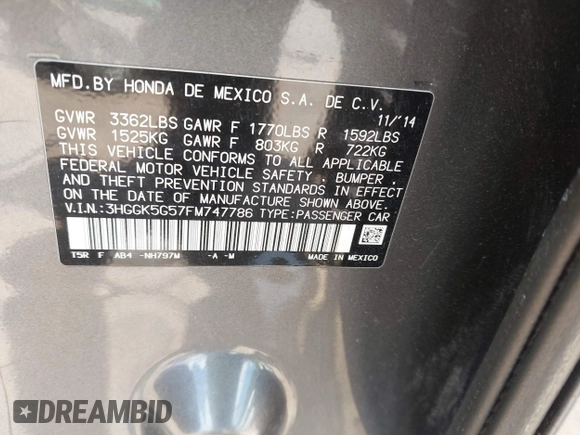 MFD.BY HONDA DE MEXICO S.A. DE C.V.
11/'14
GVWR 3362LBS GAWR F 1770LBS R 1592LBS
GVWR 1525KG GAWR F 803KG R 722KG
THIS VEHICLE CONFORMS TO ALL APPLICABLE
FEDERAL MOTOR VEHICLE SAFETY , BUMPER ,
AND THEFT PREVENTION STANDARDS IN EFFECT
ON THE DATE OF MANUFACTURE SHOWN ABOVE.
V.I.N.:3HGGK5G57FM747786 TYPE:PASSENGER CAR
T5R F AB4 -NH797M -A -M MADE IN MEXICO
DREAMBID